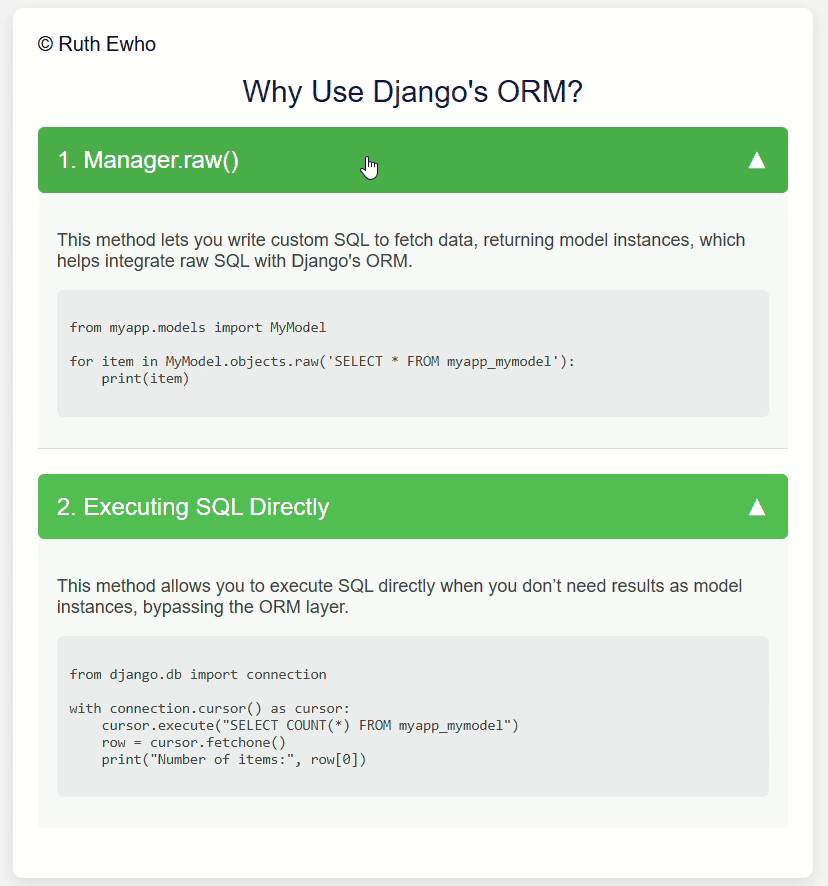 © Ruth Ewho
Why Use Django's ORM?
1. Manager.raw()
▲
This method lets you write custom SQL to fetch data, returning model instances, which
helps integrate raw SQL with Django's ORM.
from myapp.models import MyModel
for item in MyModel.objects.raw('SELECT * FROM myapp_mymodel'):
    print(item)
2. Executing SQL Directly
▲
This method allows you to execute SQL directly when you don’t need results as model
instances, bypassing the ORM layer.
from django.db import connection
with connection.cursor() as cursor:
    cursor.execute("SELECT COUNT(*) FROM myapp_mymodel")
    row = cursor.fetchone()
    print("Number of items:", row[0])